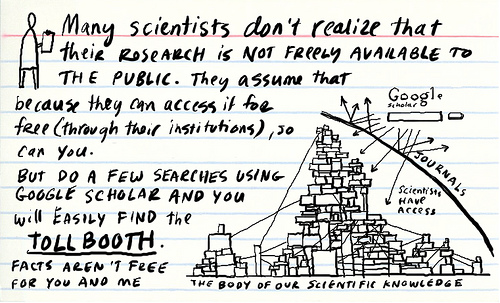 Many scientists don't realize that
their RESEARCH IS NOT FREELY AVAILABLE TO
THE PUBLIC. They assume that
because they can access it for
free (through their institutions), so
can you.
BUT DO A FEW SEARCHES USING
GOOGLE SCHOLAR AND YOU
will EASILY FIND the
TOLL BOOTH.
FACTS AREN'T FREE
FOR YOU AND ME
Google
scholar
JOURNALS
Scientists
HAVE
ACCESS
THE BODY OF OUR SCIENTIFIC KNOWLEDGE